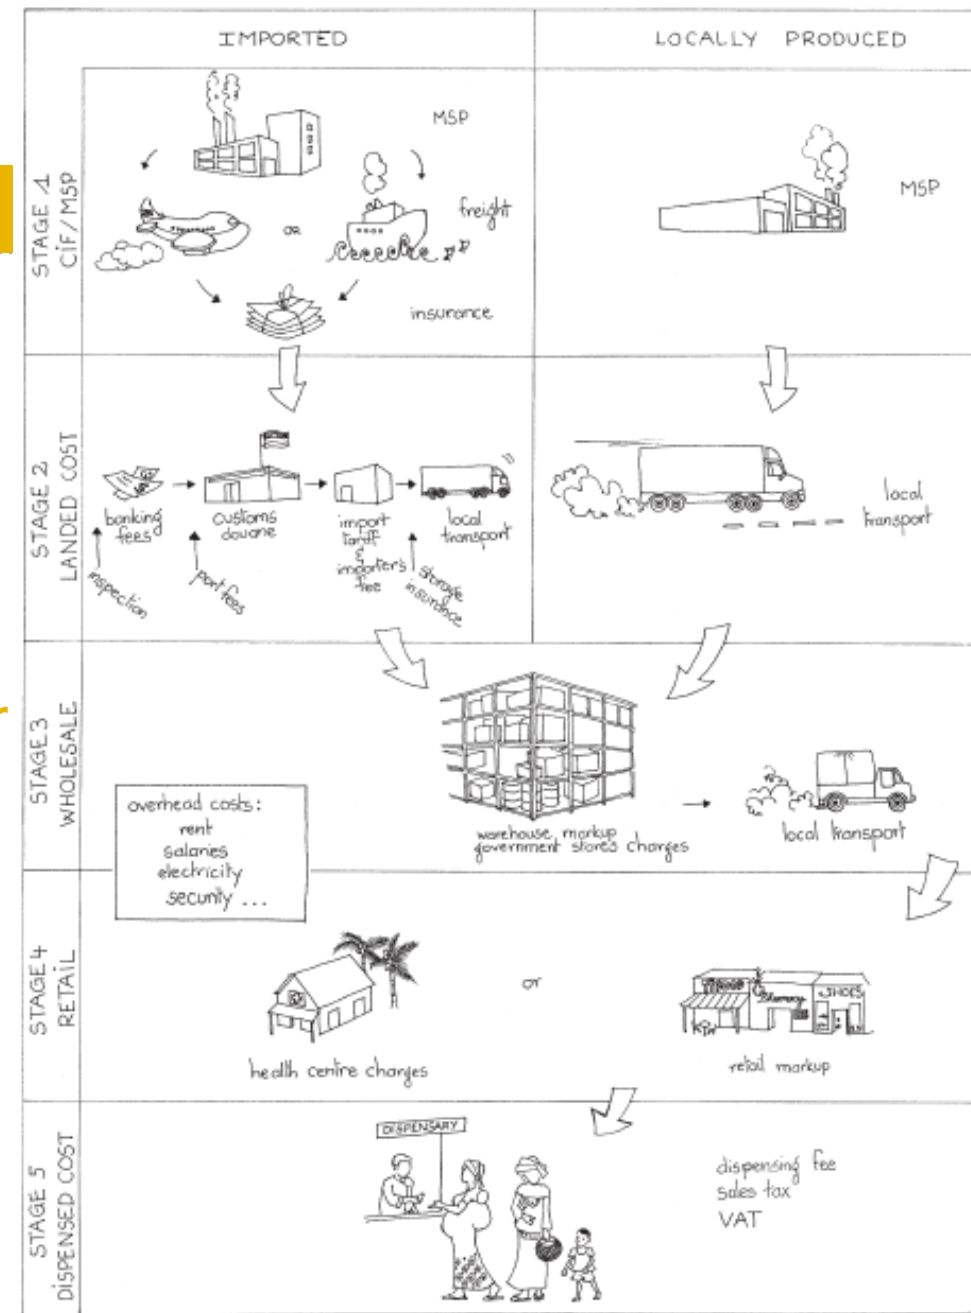 IMPORTED
LOCALLY PRODUCED
STAGE 1
CIF/MSP
MSP
freight
OR
insurance
MSP
STAGE 2
LANDED COST
banking
fees
customs
douane
import
tariff
&
importer's
fee
local
transport
inspection
port fees
storage
insurance
local
transport
STAGE 3
WHOLESALE
overhead costs:
rent
salaries
electricity
security ...
warehouse markup
government stores charges
local transport
STAGE 4
RETAIL
health centre charges
or
Pharmacy
SHOES
retail markup
STAGE 5
DISPENSED COST
DISPENSARY
dispensing fee
sales tax
VAT